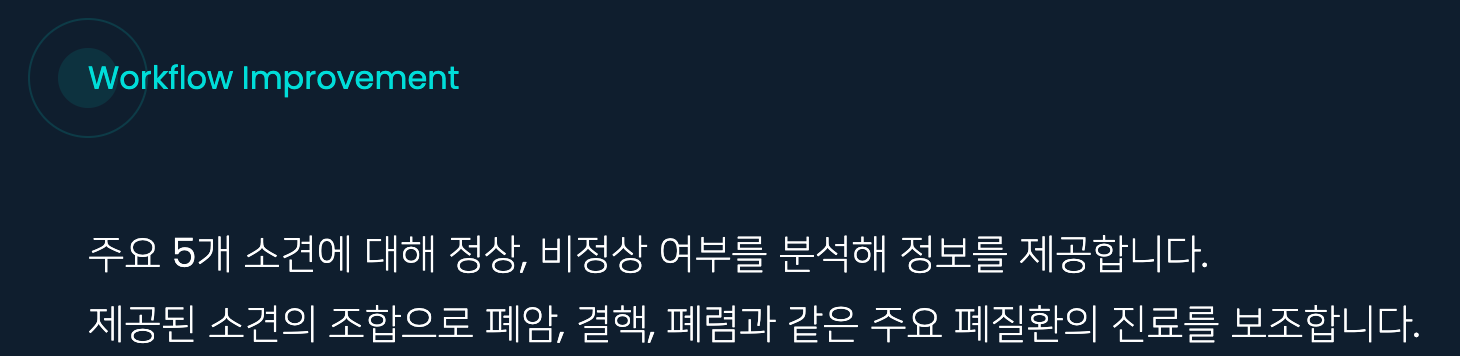 Workflow Improvement
주요 5개 소견에 대해 정상, 비정상 여부를 분석해 정보를 제공합니다.
제공된 소견의 조합으로 폐암, 결핵, 폐렴과 같은 주요 폐질환의 진료를 보조합니다.